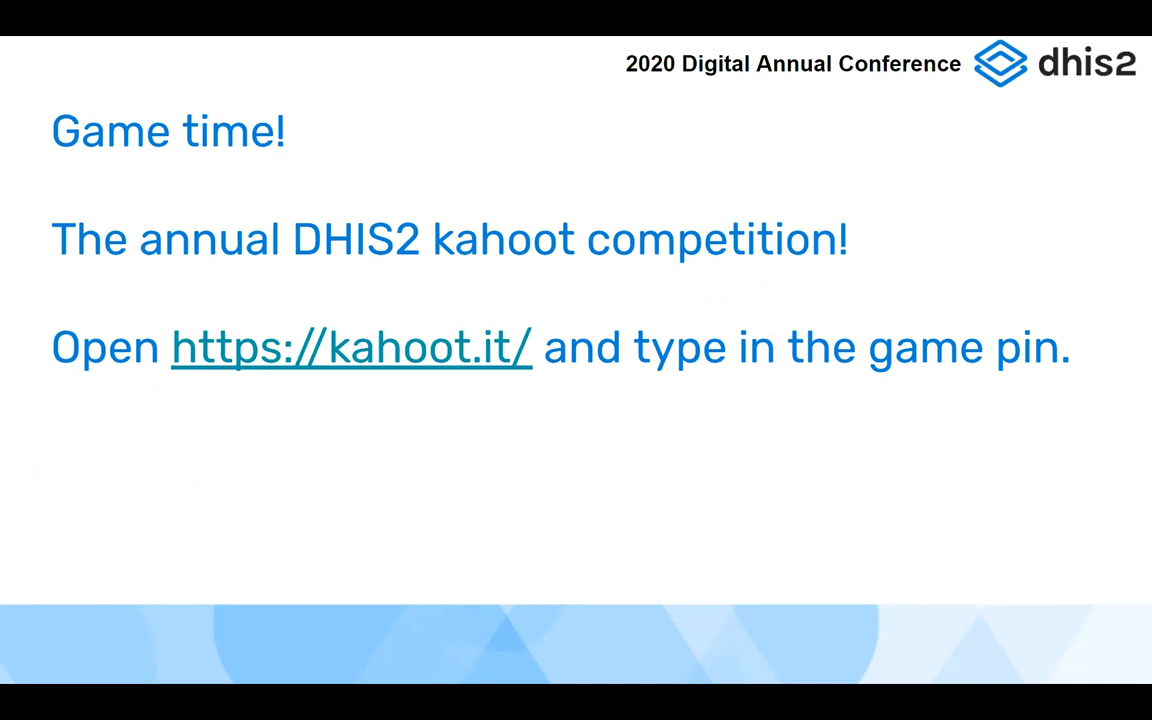 2020 Digital Annual Conference dhis2
Game time!
The annual DHIS2 kahoot competition!
Open https://kahoot.it/ and type in the game pin.